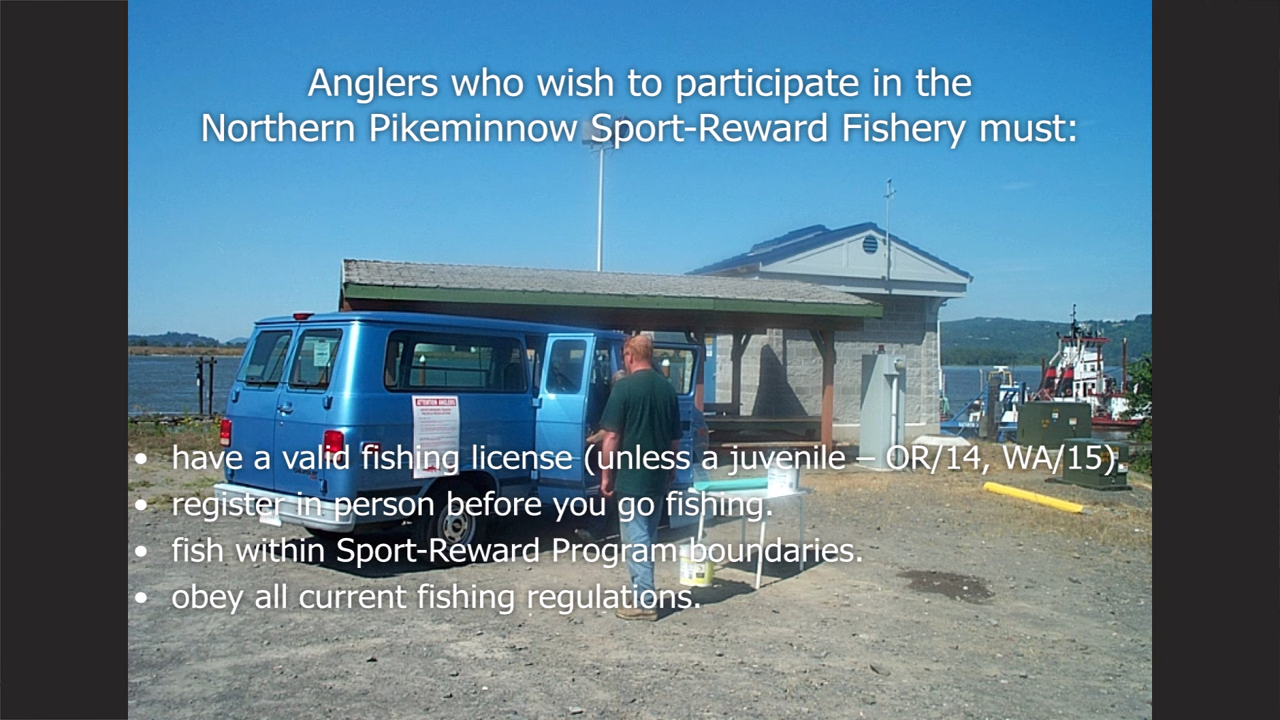 Anglers who wish to participate in the
Northern Pikeminnow Sport-Reward Fishery must:
ATTENTION ANGLERS
• have a valid fishing license (unless a juvenile – OR/14, WA/15).
• register in person before you go fishing.
• fish within Sport-Reward Program boundaries.
• obey all current fishing regulations.